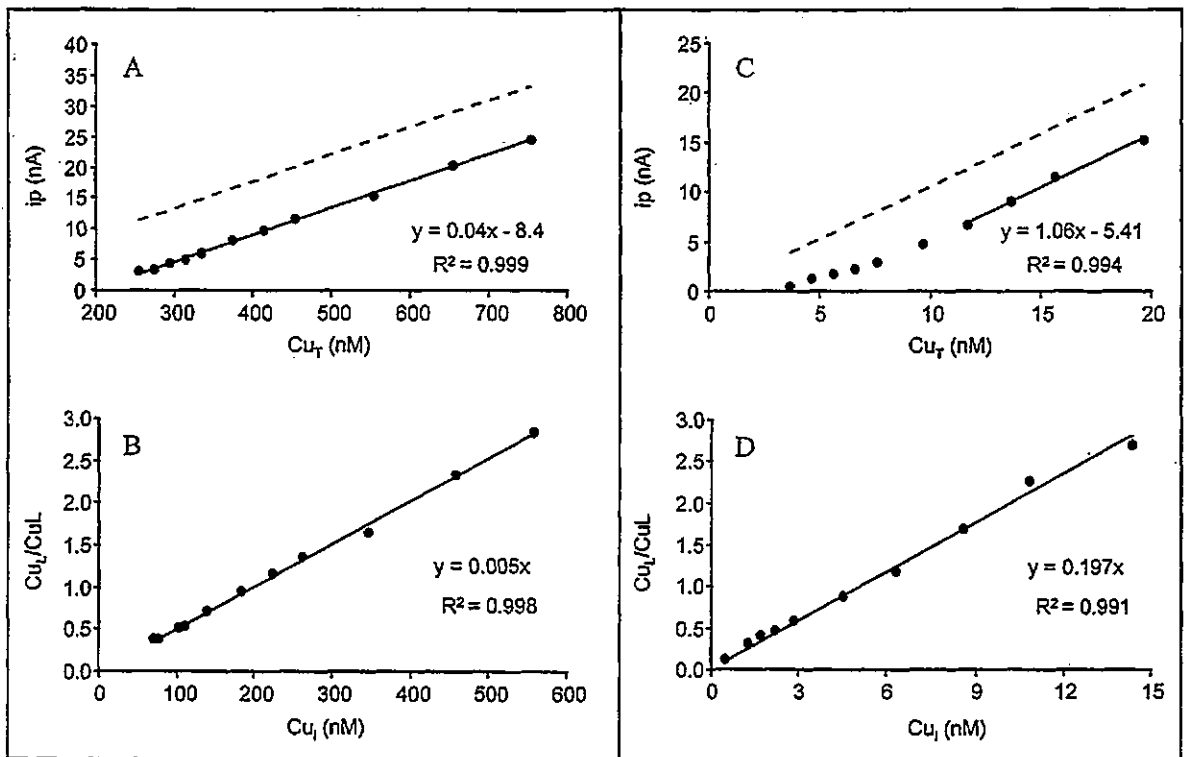 A
40
35
30
25
20
15
10
5
0
ip (nA)
y = 0.04x - 8.4
R² = 0.999
200 300 400 500 600 700 800
Cu_T (nM)
C
25
20
15
10
5
0
ip (nA)
y = 1.06x - 5.41
R² = 0.994
0 5 10 15 20
Cu_T (nM)
B
3.0
2.5
2.0
1.5
1.0
0.5
0.0
Cu_L/CuL
y = 0.005x
R² = 0.998
0 100 200 300 400 500 600
Cu_I (nM)
D
3.0
2.5
2.0
1.5
1.0
0.5
0.0
Cu_L/CuL
y = 0.197x
R² = 0.991
0 3 6 9 12 15
Cu_I (nM)